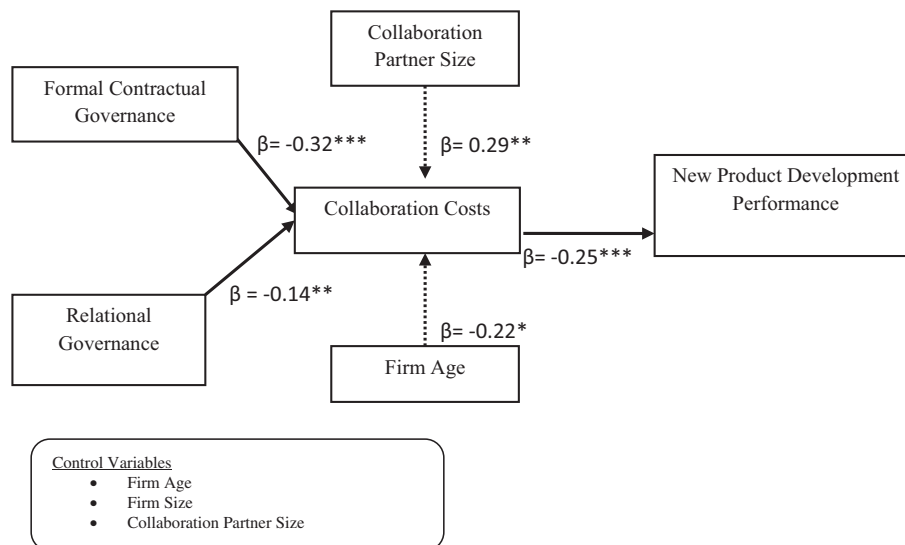 Collaboration
Partner Size
Formal Contractual
Governance
β= -0.32***
β= 0.29**
New Product Development
Performance
Collaboration Costs
β= -0.25***
β = -0.14**
Relational
Governance
β= -0.22*
Firm Age
Control Variables
• Firm Age
• Firm Size
• Collaboration Partner Size